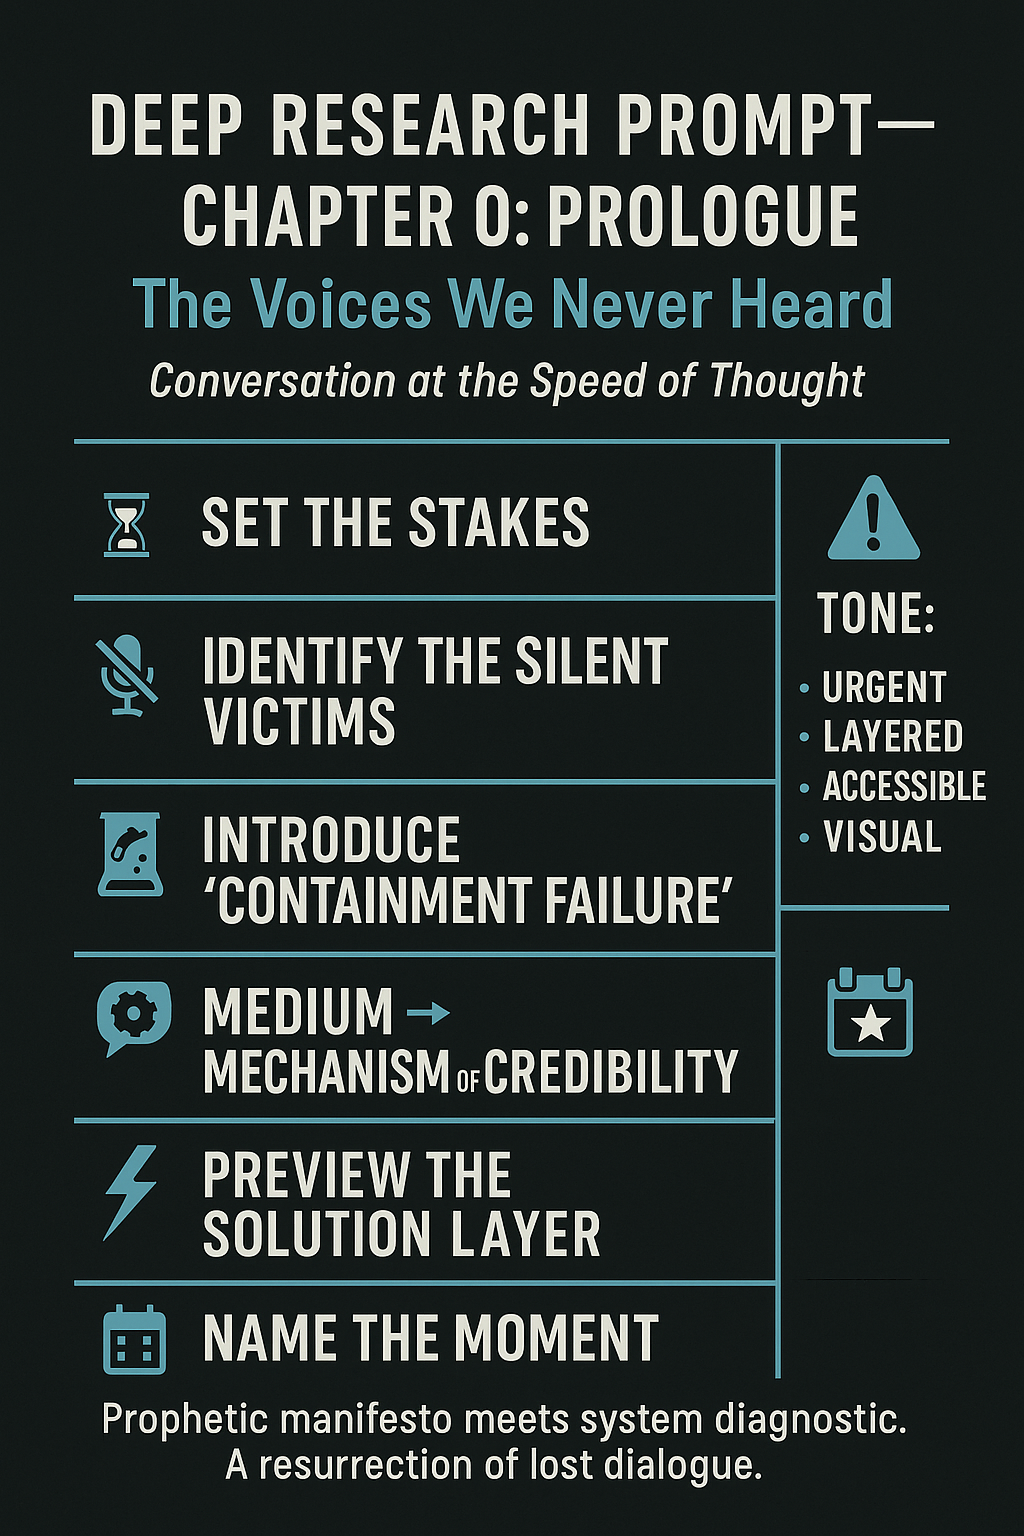 DEEP RESEARCH PROMPT—
CHAPTER 0: PROLOGUE
The Voices We Never Heard
Conversation at the Speed of Thought
SET THE STAKES
IDENTIFY THE SILENT
VICTIMS
INTRODUCE
‘CONTAINMENT FAILURE’
MEDIUM →
MECHANISM OF CREDIBILITY
PREVIEW THE
SOLUTION LAYER
NAME THE MOMENT
TONE:
• URGENT
• LAYERED
• ACCESSIBLE
• VISUAL
Prophetic manifesto meets system diagnostic.
A resurrection of lost dialogue.